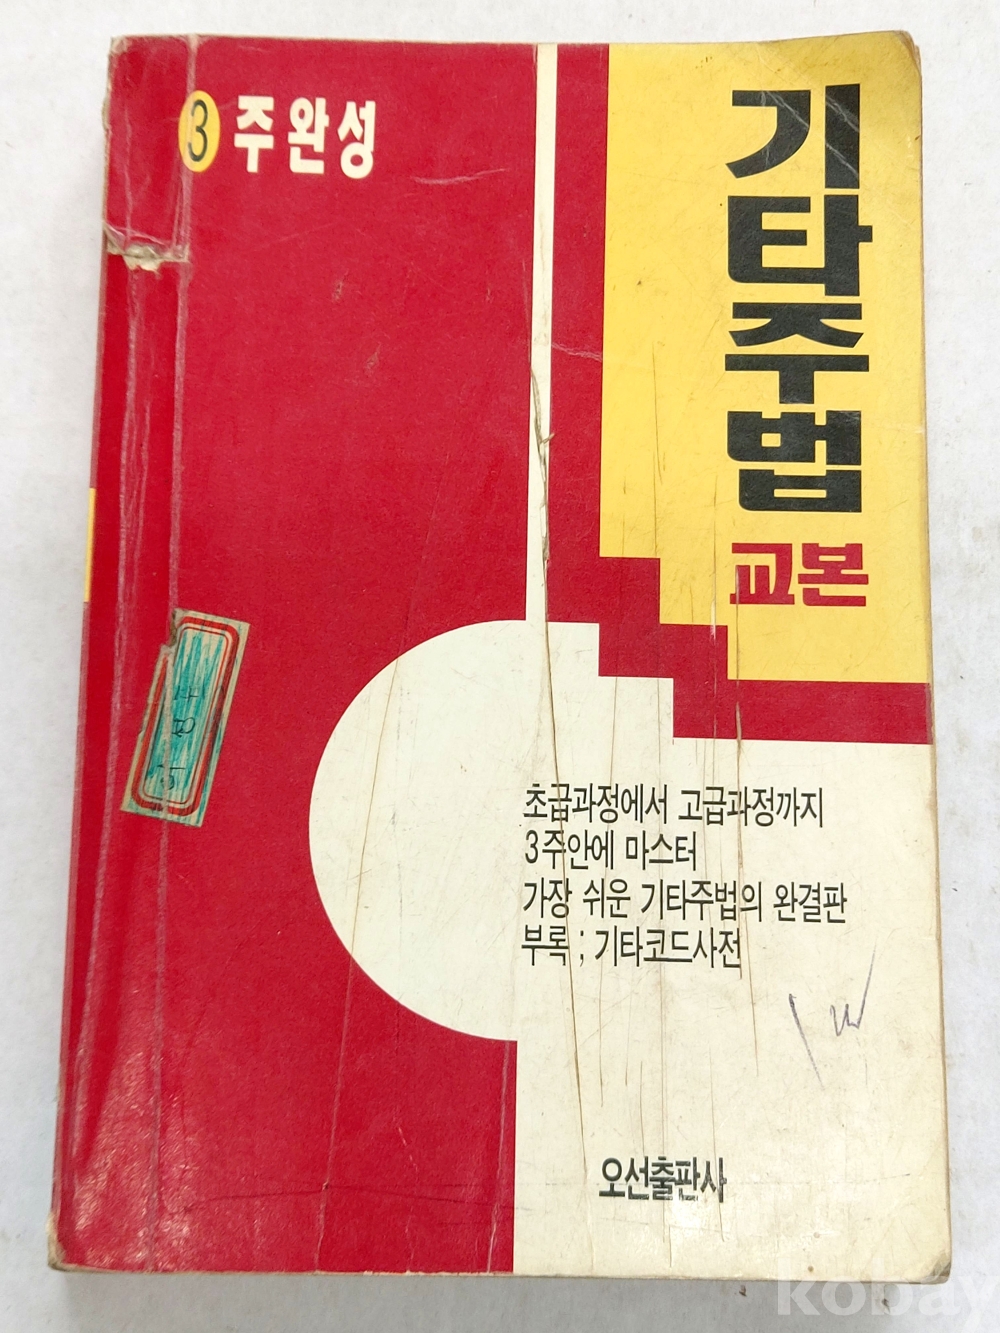 3주완성
기타주법
교본
초급과정에서 고급과정까지
3주안에 마스터
가장 쉬운 기타주법의 완결판
부록 ; 기타코드사전
오선출판사
kobay